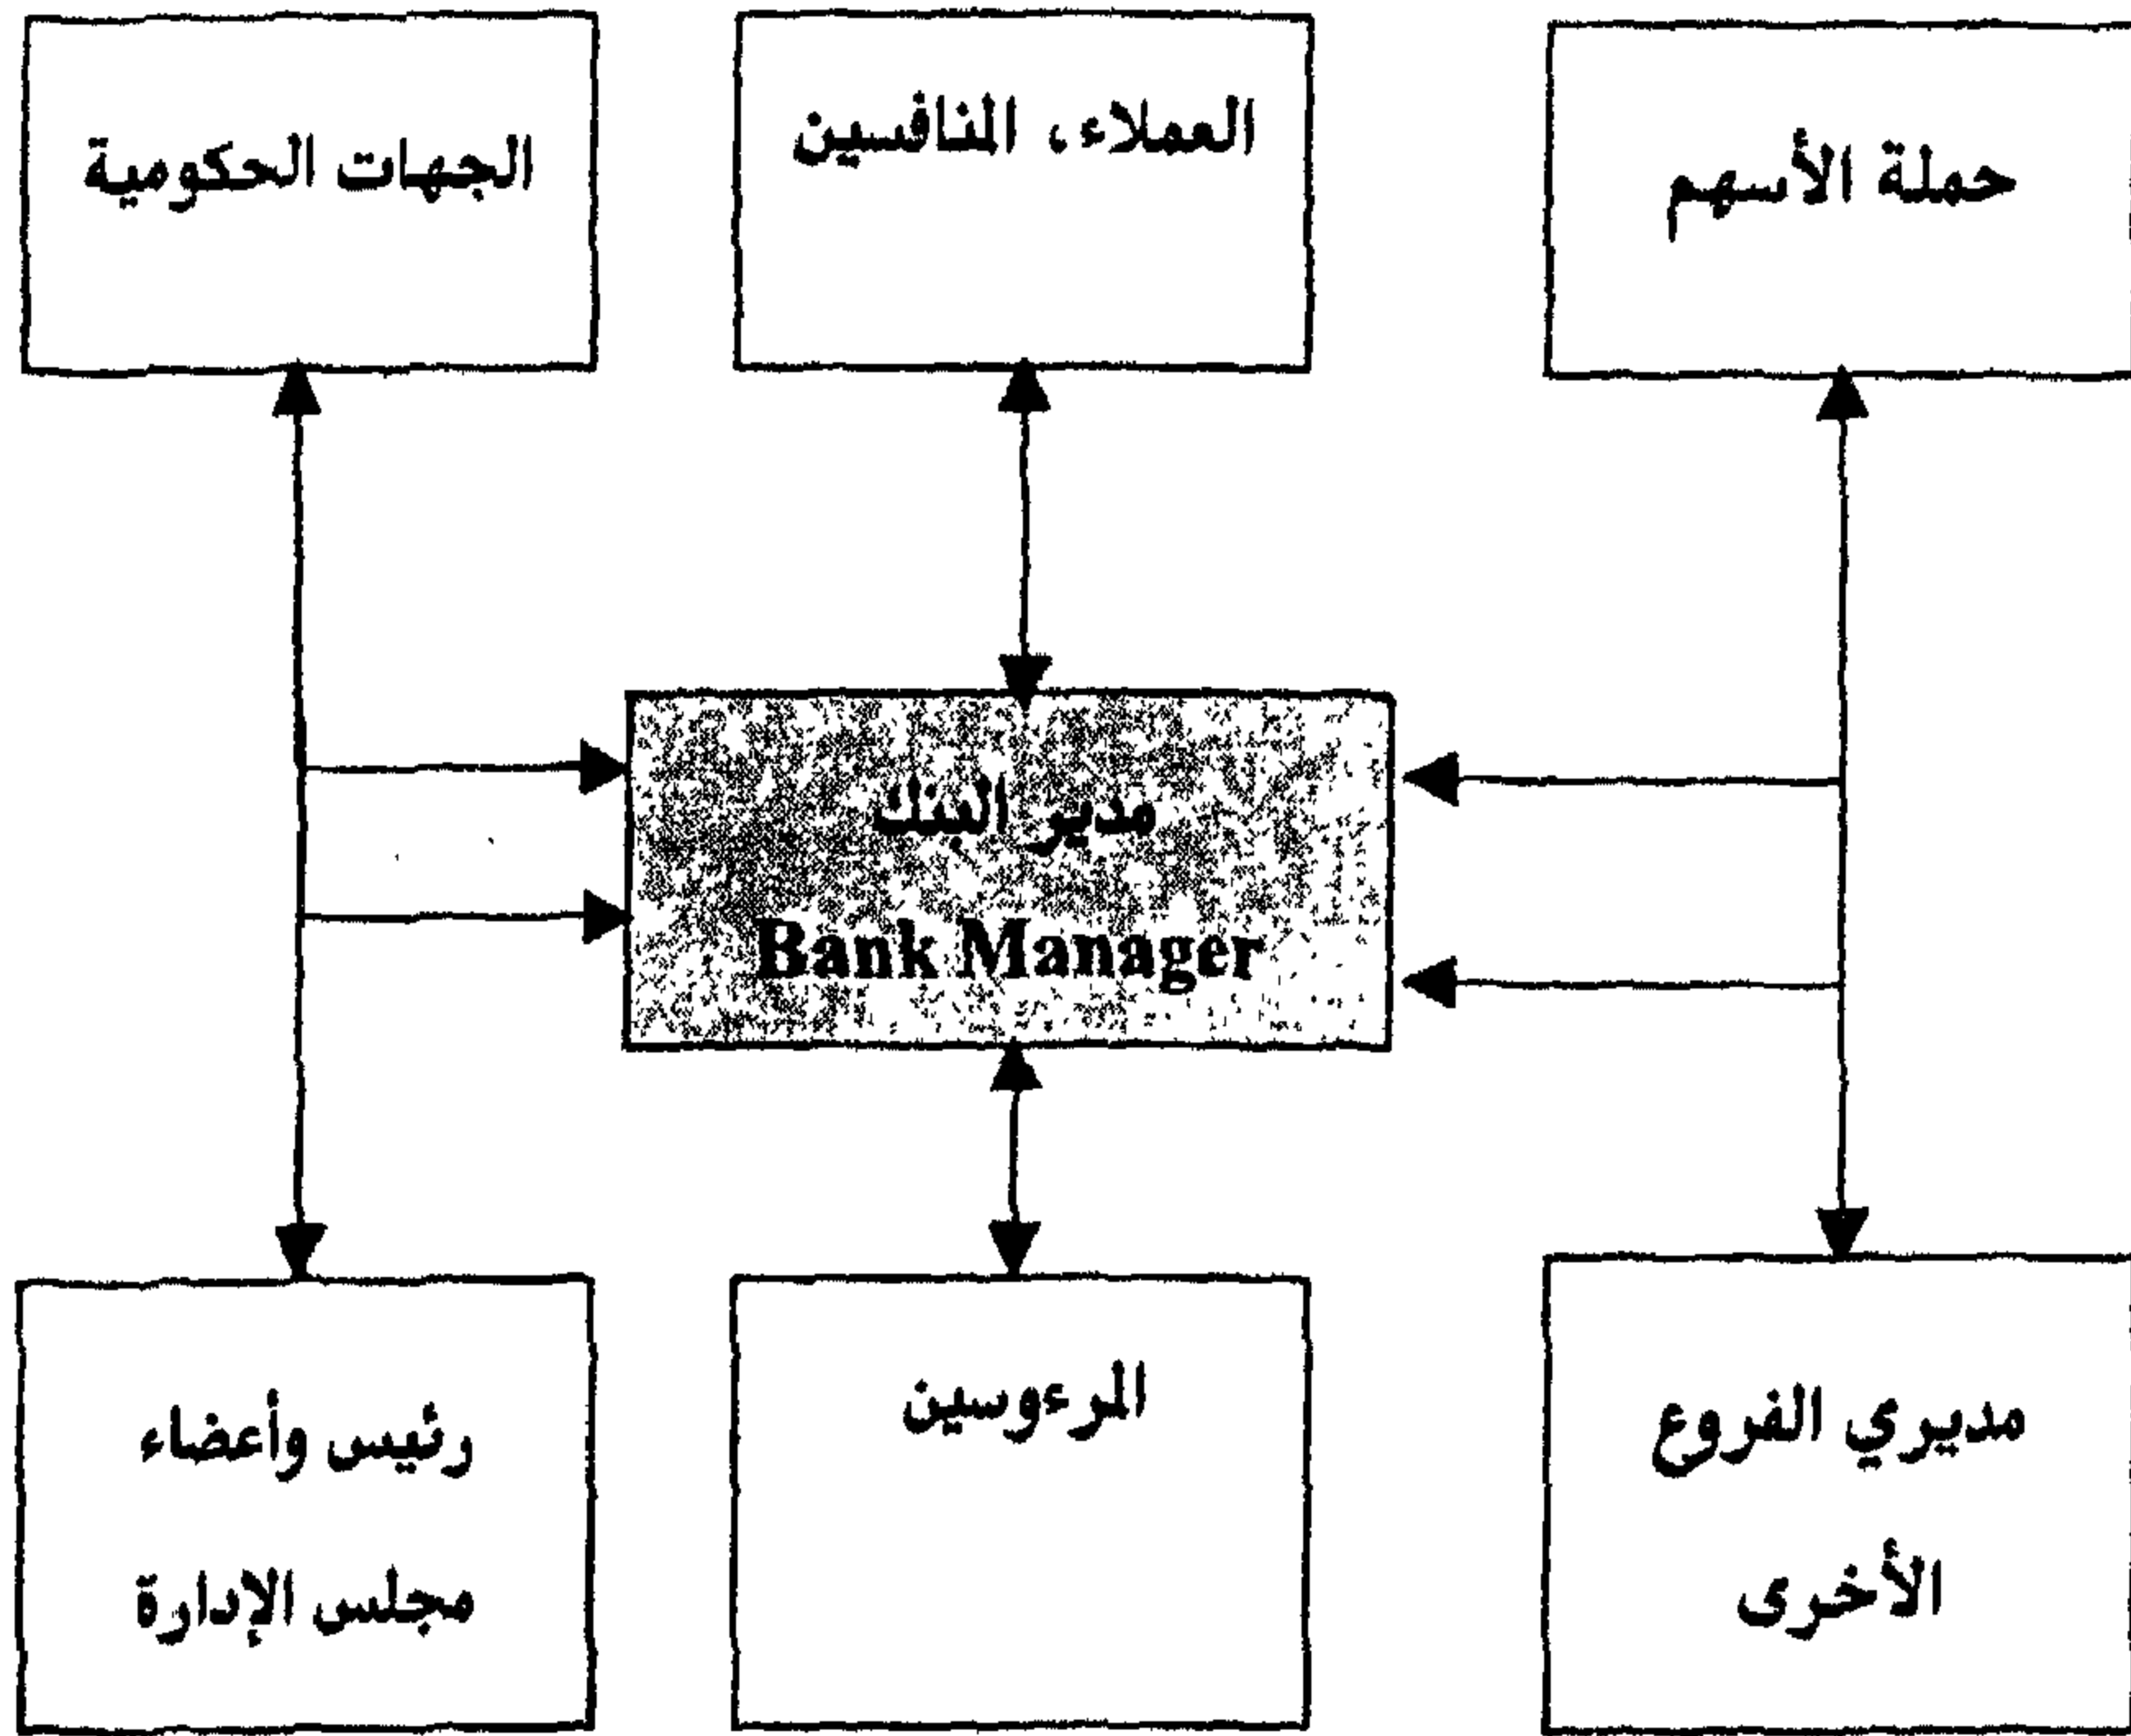 حملة الأسهم
العملاء، المنافسين
الجهات الحكومية
مدير البنك
Bank Manager
مديري الفروع
الأخرى
المرءوسين
رئيس وأعضاء
مجلس الإدارة